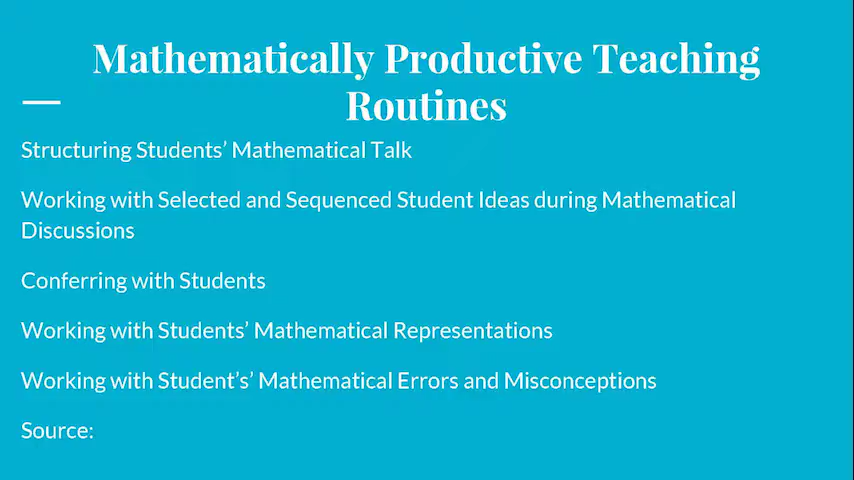 Mathematically Productive Teaching
Routines
Structuring Students’ Mathematical Talk
Working with Selected and Sequenced Student Ideas during Mathematical
Discussions
Conferring with Students
Working with Students’ Mathematical Representations
Working with Student’s’ Mathematical Errors and Misconceptions
Source: